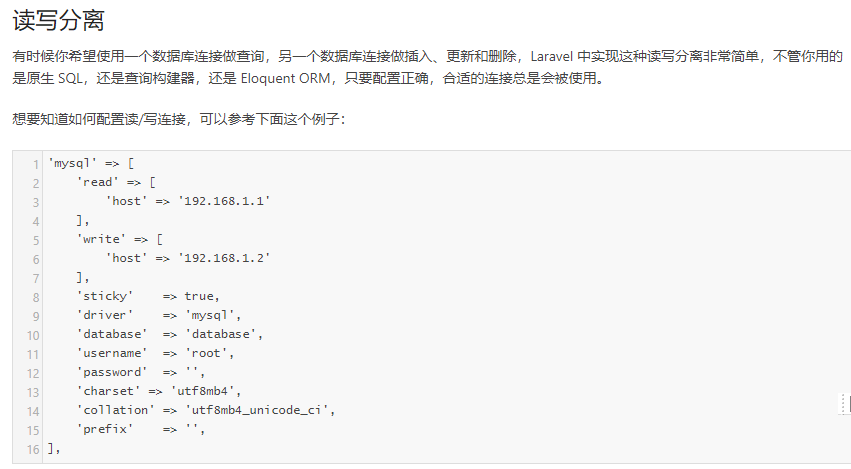 读写分离
有时候你希望使用一个数据库连接做查询，另一个数据库连接做插入、更新和删除，Laravel 中实现这种读写分离非常简单，不管你用的
是原生 SQL，还是查询构建器，还是 Eloquent ORM，只要配置正确，合适的连接总是会被使用。
想要知道如何配置读/写连接，可以参考下面这个例子：
1 'mysql' => [
2     'read' => [
3         'host' => '192.168.1.1'
4     ],
5     'write' => [
6         'host' => '192.168.1.2'
7     ],
8     'sticky'    => true,
9     'driver'    => 'mysql',
10     'database'  => 'database',
11     'username'  => 'root',
12     'password'  => '',
13     'charset' => 'utf8mb4',
14     'collation' => 'utf8mb4_unicode_ci',
15     'prefix'    => '',
16 ],